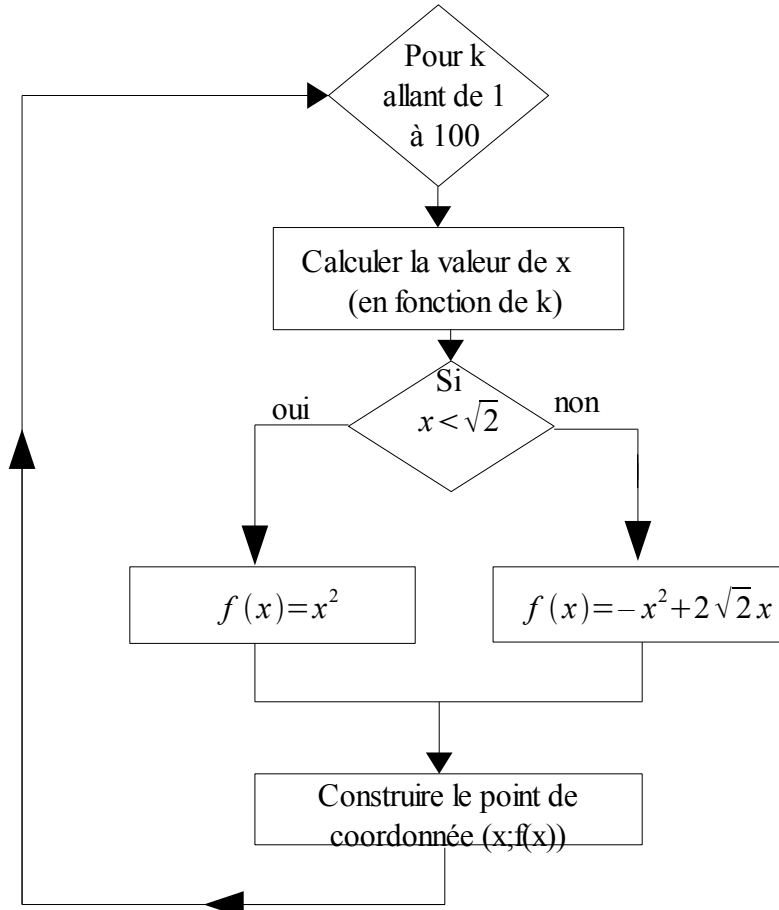 Pour k
allant de 1
à 100
Calculer la valeur de x
(en fonction de k)
Si
x < √2
oui
non
f (x)=x²
f (x)=−x²+2√2 x
Construire le point de
coordonnée (x;f(x))